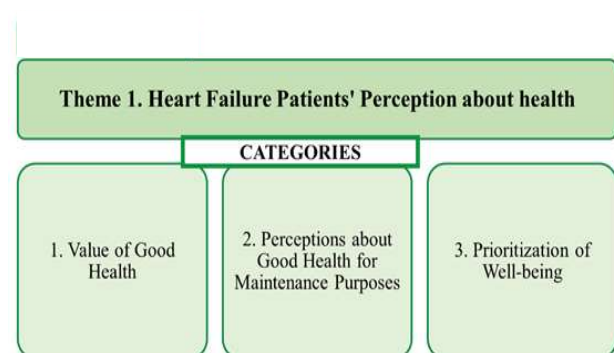 Theme 1. Heart Failure Patients' Perception about health
CATEGORIES
1. Value of Good
Health
2. Perceptions about
Good Health for
Maintenance Purposes
3. Prioritization of
Well-being